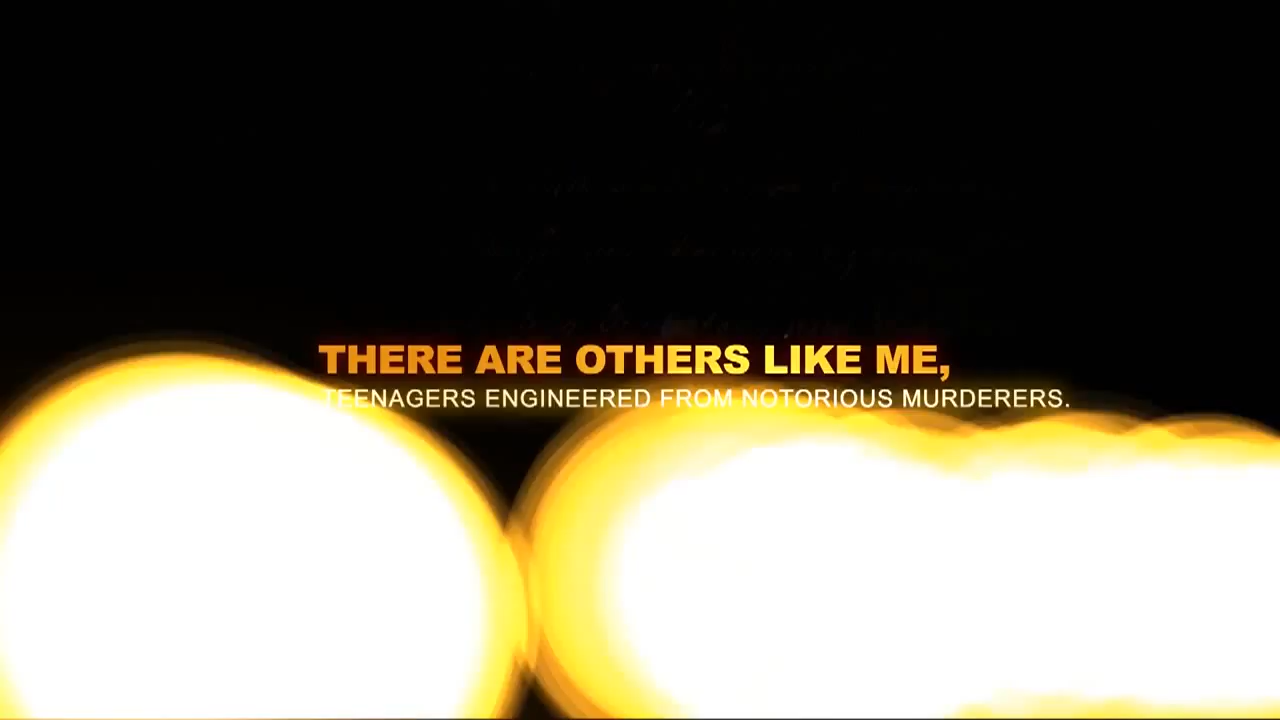 THERE ARE OTHERS LIKE ME,
TEENAGERS ENGINEERED FROM NOTORIOUS MURDERERS.